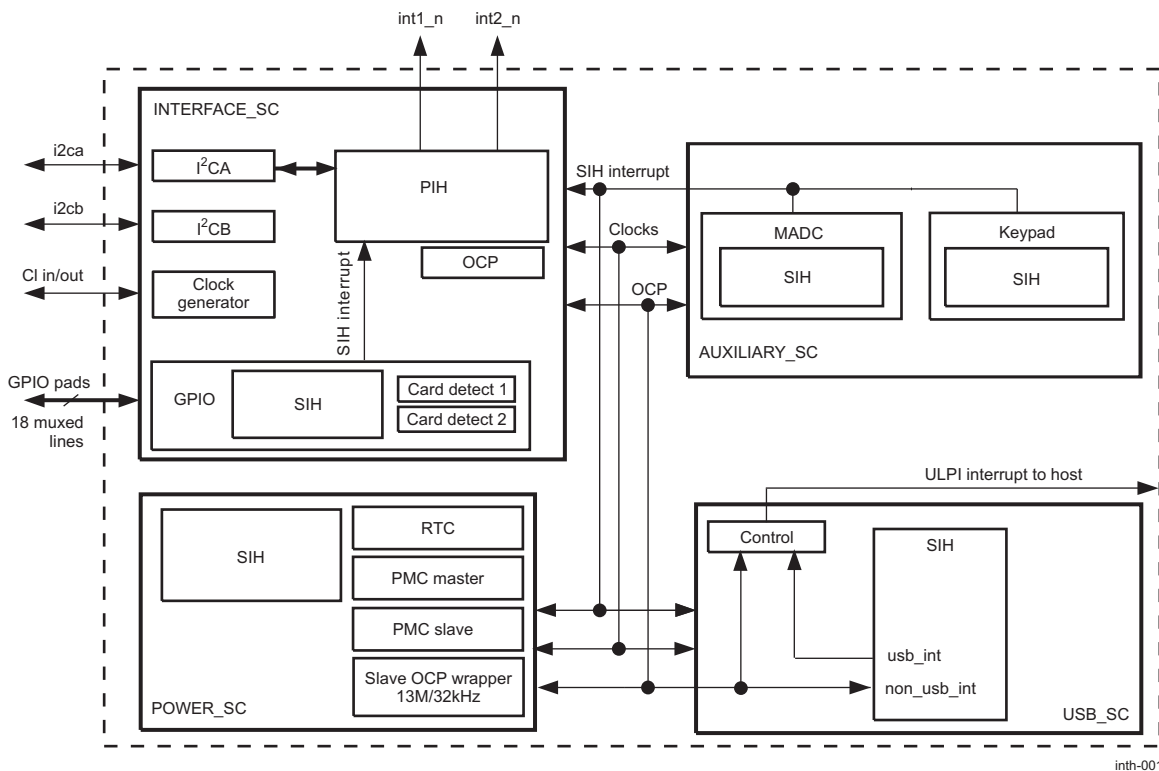 int1_n
int2_n
INTERFACE_SC
i2ca
I²CA
PIH
i2cb
I²CB
OCP
CI in/out
Clock
generator
SIH interrupt
GPIO pads
18 muxed
lines
GPIO
SIH
Card detect 1
Card detect 2
SIH interrupt
Clocks
OCP
MADC
SIH
Keypad
SIH
AUXILIARY_SC
SIH
RTC
PMC master
PMC slave
Slave OCP wrapper
13M/32kHz
POWER_SC
ULPI interrupt to host
Control
SIH
usb_int
non_usb_int
USB_SC
inth-001